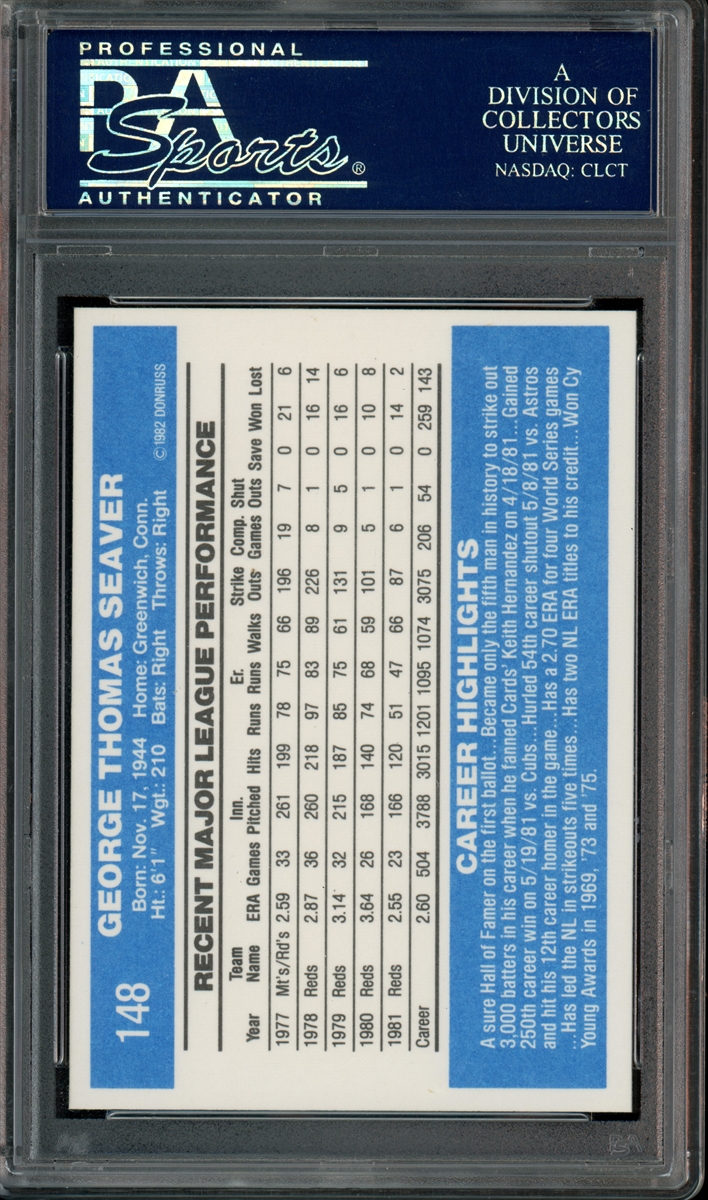 PROFESSIONAL
PSA
Sports®
AUTHENTICATOR
A
DIVISION OF
COLLECTORS
UNIVERSE
NASDAQ: CLCT
148
GEORGE THOMAS SEAVER
Born: Nov. 17, 1944 Home: Greenwich, Conn.
Ht.: 6'1" Wgt.: 210 Bats: Right Throws: Right ©1982 DONRUSS
RECENT MAJOR LEAGUE PERFORMANCE
Team Inn. Er. Strike Comp. Shut
Year Name ERA Games Pitched Hits Runs Runs Walks Outs Games Outs Save Won Lost
1977 Mt's/Rd's 2.59 33 261 199 78 75 66 196 19 7 0 21 6
1978 Reds 2.87 36 260 218 97 83 89 226 8 1 0 16 14
1979 Reds 3.14 32 215 187 85 75 61 131 9 5 0 16 6
1980 Reds 3.64 26 168 140 74 68 59 101 5 1 0 10 8
1981 Reds 2.55 23 166 120 51 47 66 87 6 1 0 14 2
Career 2.60 504 3788 3015 1201 1095 1074 3075 206 54 0 259 143
CAREER HIGHLIGHTS
A sure Hall of Famer on the first ballot...Became only the fifth man in history to strike out
3,000 batters in his career when he fanned Cards' Keith Hernandez on 4/18/81...Gained
250th career win on 5/19/81 vs. Cubs...Hurled 54th career shutout 5/8/81 vs. Astros
and hit his 12th career homer in the game...Has a 2.70 ERA for four World Series games
...Has led the NL in strikeouts five times...Has two NL ERA titles to his credit...Won Cy
Young Awards in 1969, '73 and '75.